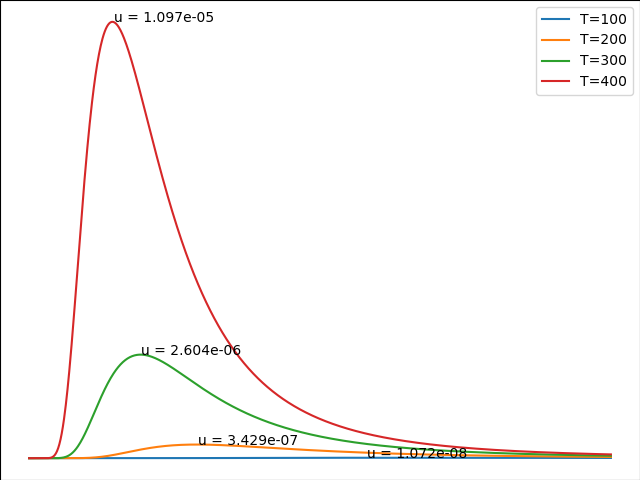 u = 1.097e-05
T=100
T=200
T=300
T=400
u = 2.604e-06
u = 3.429e-07
u = 1.072e-08